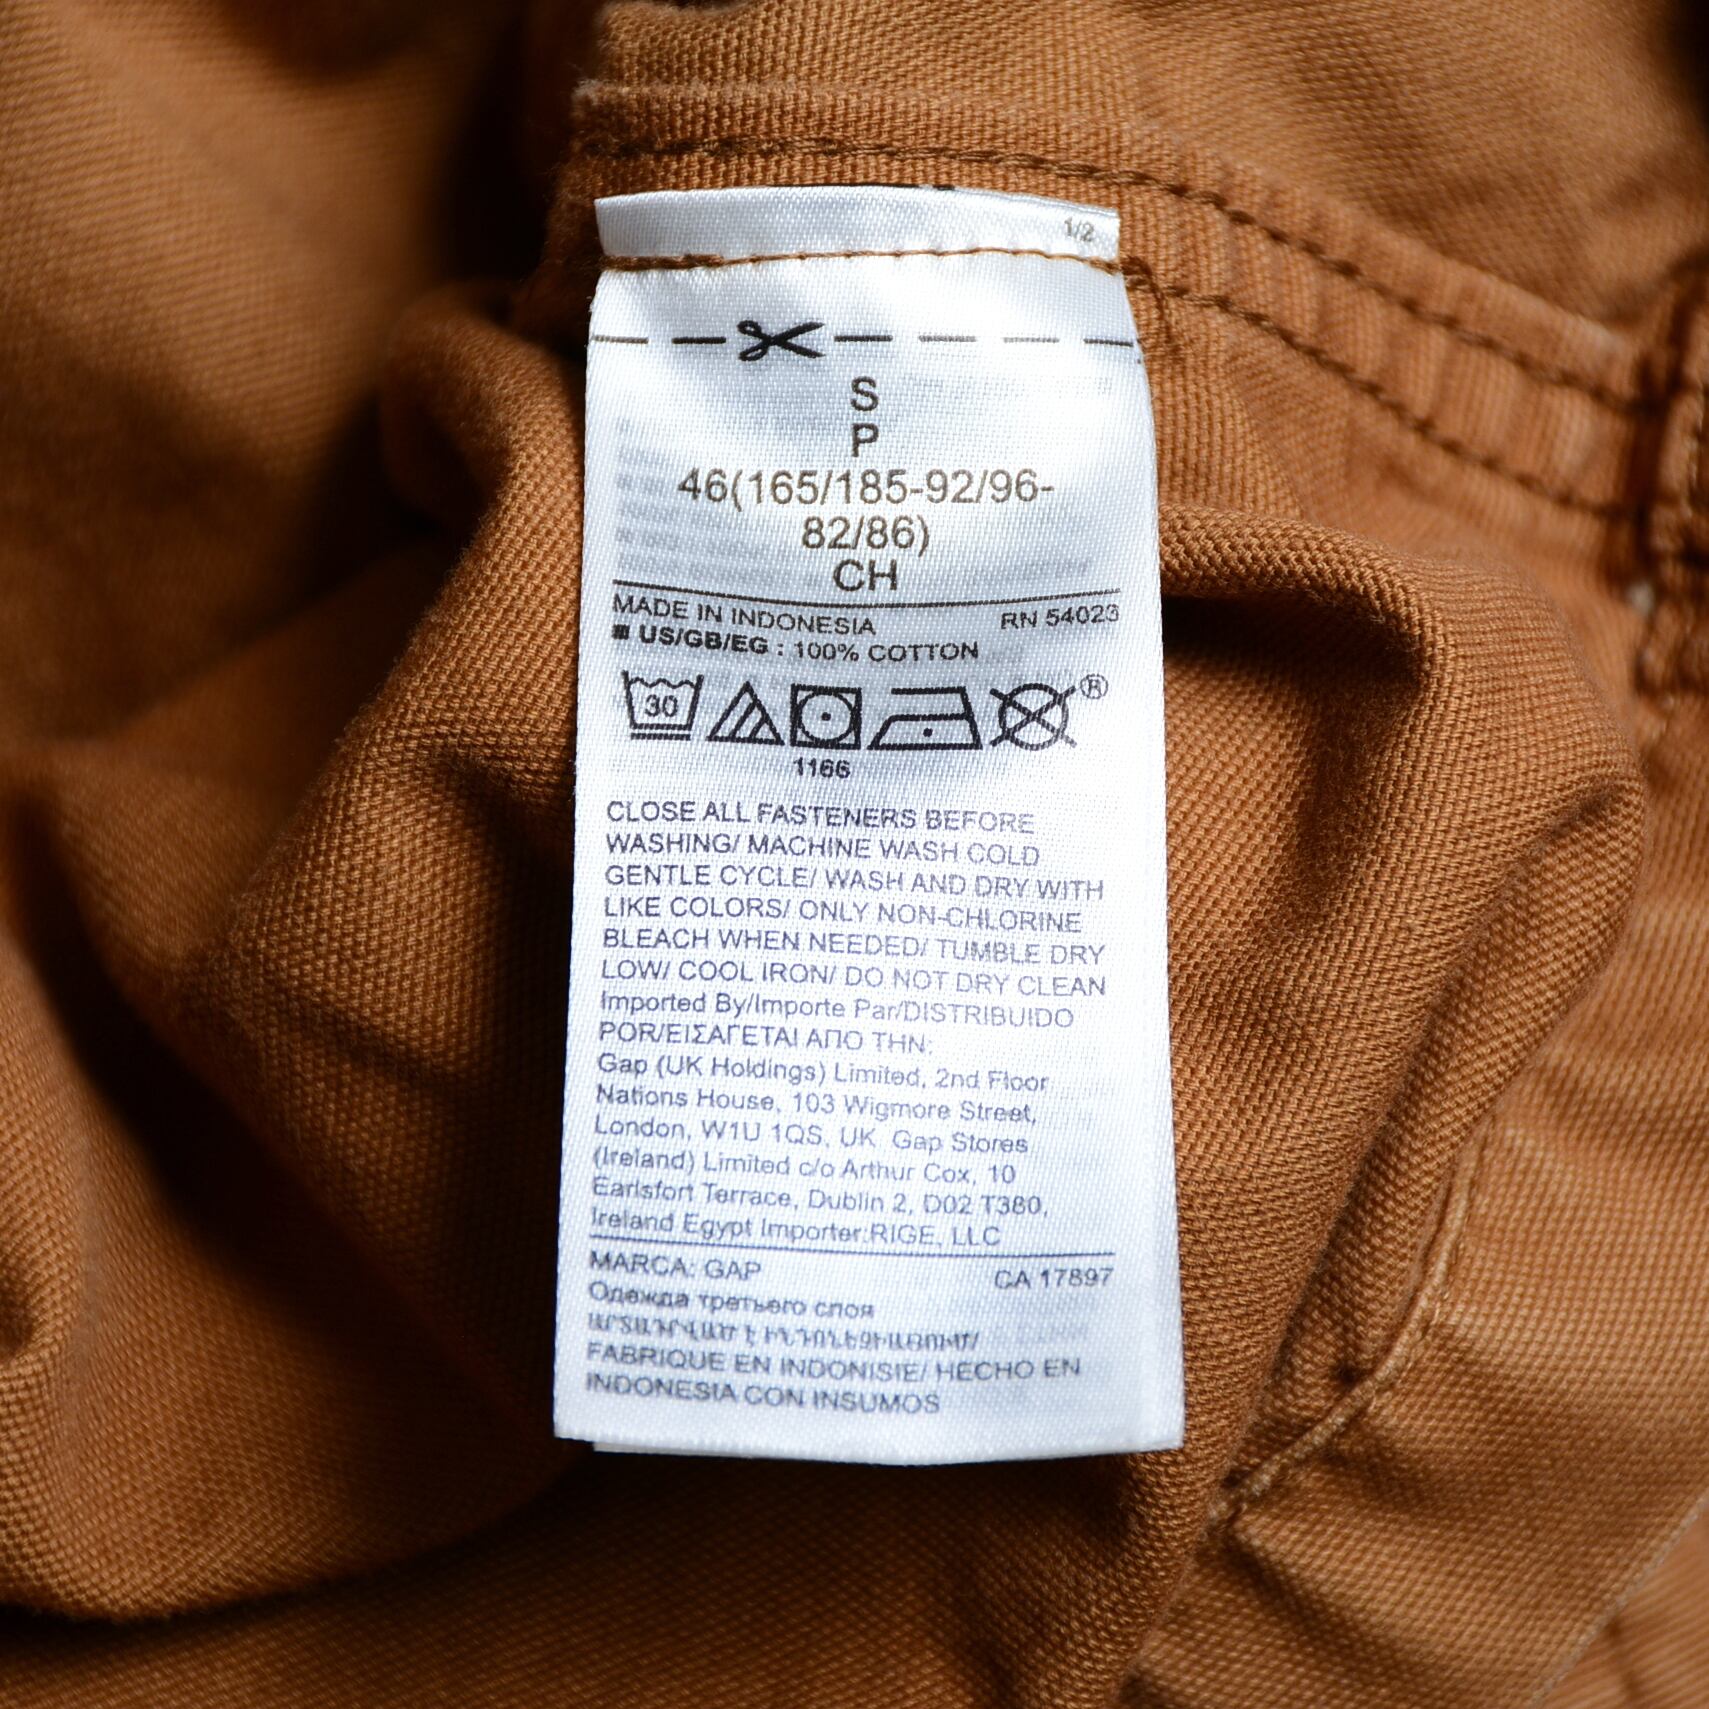 1/2
S
P
46(165/185-92/96-
82/86)
CH
MADE IN INDONESIA RN 54023
US/GB/EG : 100% COTTON
30
®
1166
CLOSE ALL FASTENERS BEFORE
WASHING/ MACHINE WASH COLD
GENTLE CYCLE/ WASH AND DRY WITH
LIKE COLORS/ ONLY NON-CHLORINE
BLEACH WHEN NEEDED/ TUMBLE DRY
LOW/ COOL IRON/ DO NOT DRY CLEAN
Imported By/Importe Par/DISTRIBUIDO
POR/ΕΙΣΑΓΕΤΑΙ ΑΠΟ ΤΗΝ:
Gap (UK Holdings) Limited, 2nd Floor,
Nations House, 103 Wigmore Street,
London, W1U 1QS, UK Gap Stores
(Ireland) Limited c/o Arthur Cox, 10
Earlsfort Terrace, Dublin 2, D02 T380,
Ireland Egypt Importer:RIGE, LLC
MARCA: GAP CA 17897
Одежда третьего слоя
FABRIQUE EN INDONISIE/ HECHO EN
INDONESIA CON INSUMOS